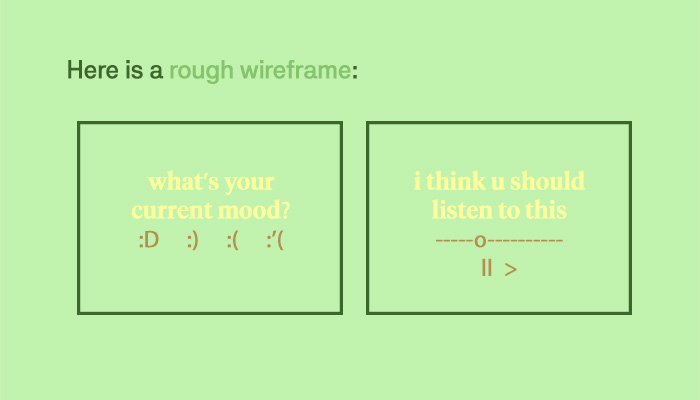 Here is a rough wireframe:
what's your
current mood?
:D :) :( :'(
i think u should
listen to this
-----o----------
II >